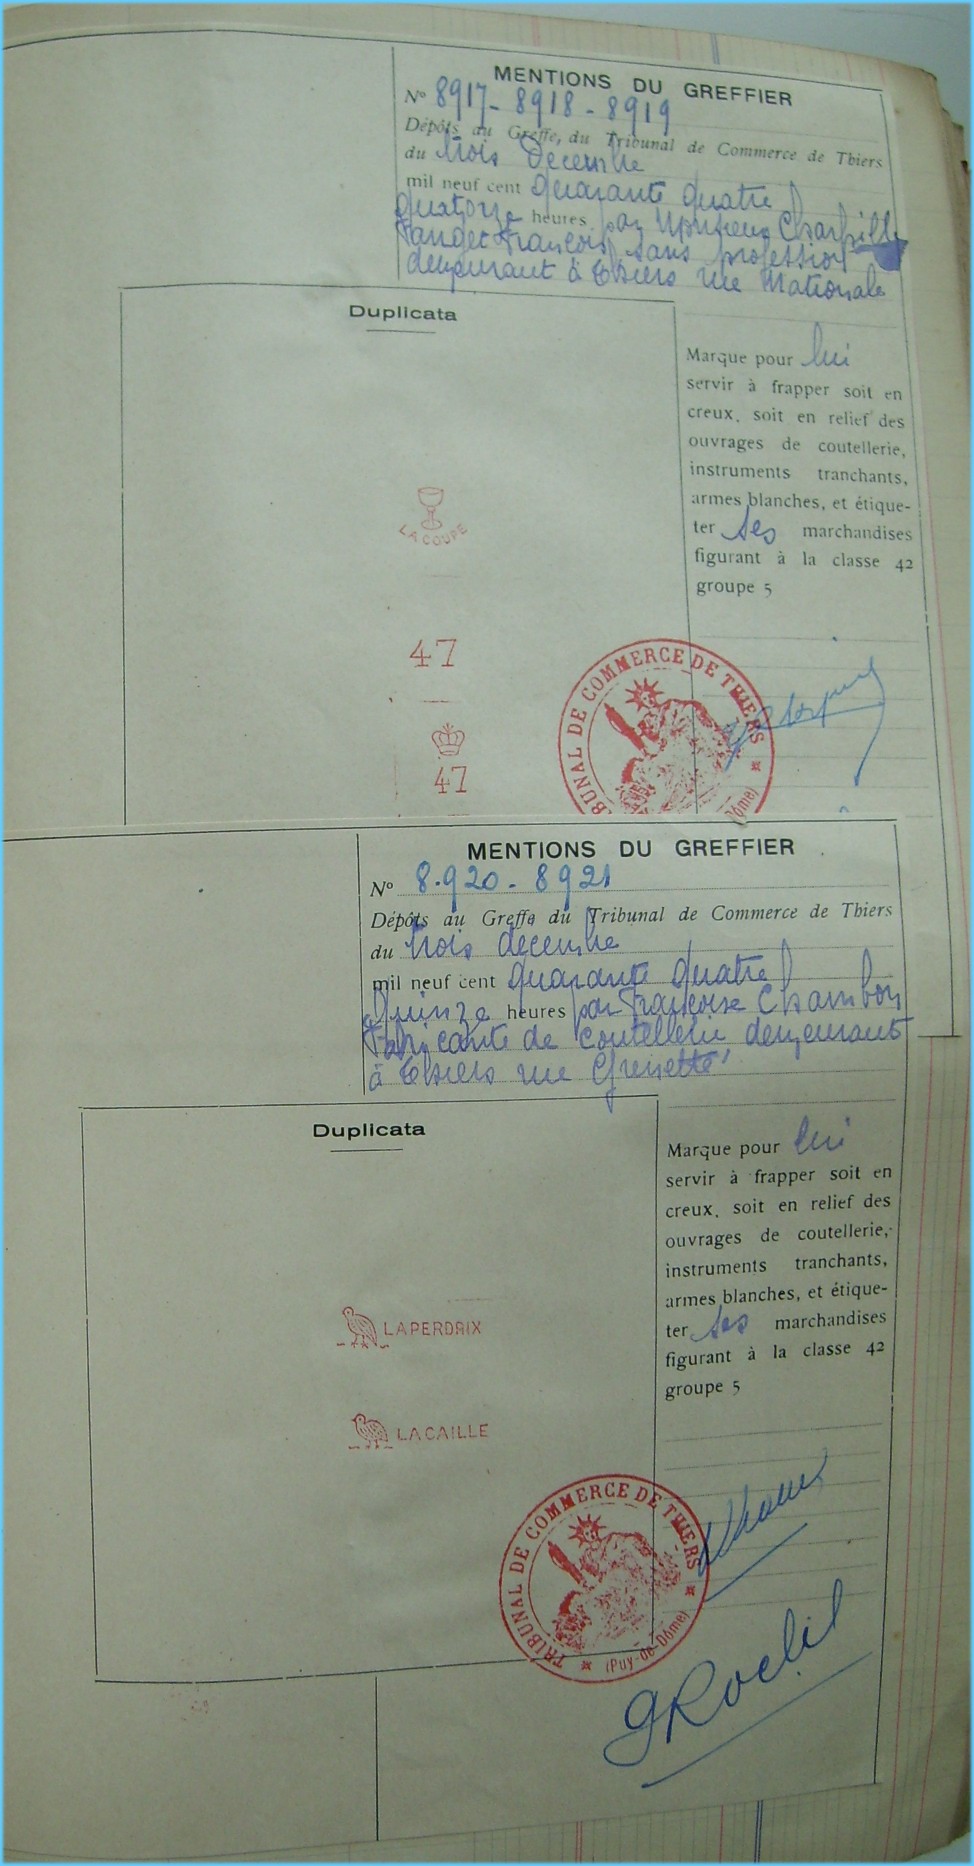 MENTIONS DU GREFFIER
N° 8917 - 8918 - 8919
Dépôts au Greffe, du Tribunal de Commerce de Thiers
du trois Décembre
mil neuf cent quarante quatre
quatorze heures par Monsieur
François sans profession
demeurant à Thiers rue Nationale
Duplicata
Marque pour lui
servir à frapper soit en
creux, soit en relief des
ouvrages de coutellerie,
instruments tranchants,
armes blanches, et étique-
ter ses marchandises
figurant à la classe 42
groupe 5
LA COUPE
47
47
TRIBUNAL DE COMMERCE DE THIERS
MENTIONS DU GREFFIER
N° 8.920 - 8921
Dépôts au Greffe du Tribunal de Commerce de Thiers
du trois décembre
mil neuf cent quarante quatre
quinze heures par Françoise Chambon
Fabricante de coutellerie demeurant
à Thiers rue Grenette
Duplicata
Marque pour lui
servir à frapper soit en
creux, soit en relief des
ouvrages de coutellerie,
instruments tranchants,
armes blanches, et étique-
ter ses marchandises
figurant à la classe 42
groupe 5
LA PERDRIX
LA CAILLE
TRIBUNAL DE COMMERCE DE THIERS
(Puy-de-Dôme)